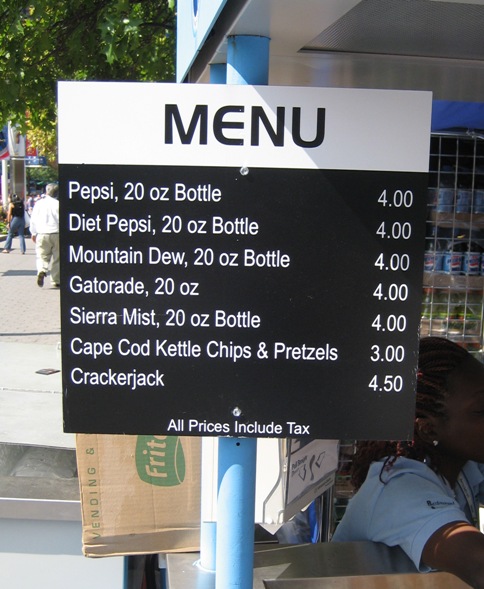 MENU
Pepsi, 20 oz Bottle 4.00
Diet Pepsi, 20 oz Bottle 4.00
Mountain Dew, 20 oz Bottle 4.00
Gatorade, 20 oz 4.00
Sierra Mist, 20 oz Bottle 4.00
Cape Cod Kettle Chips & Pretzels 3.00
Crackerjack 4.50
All Prices Include Tax
ENDING &
Frit